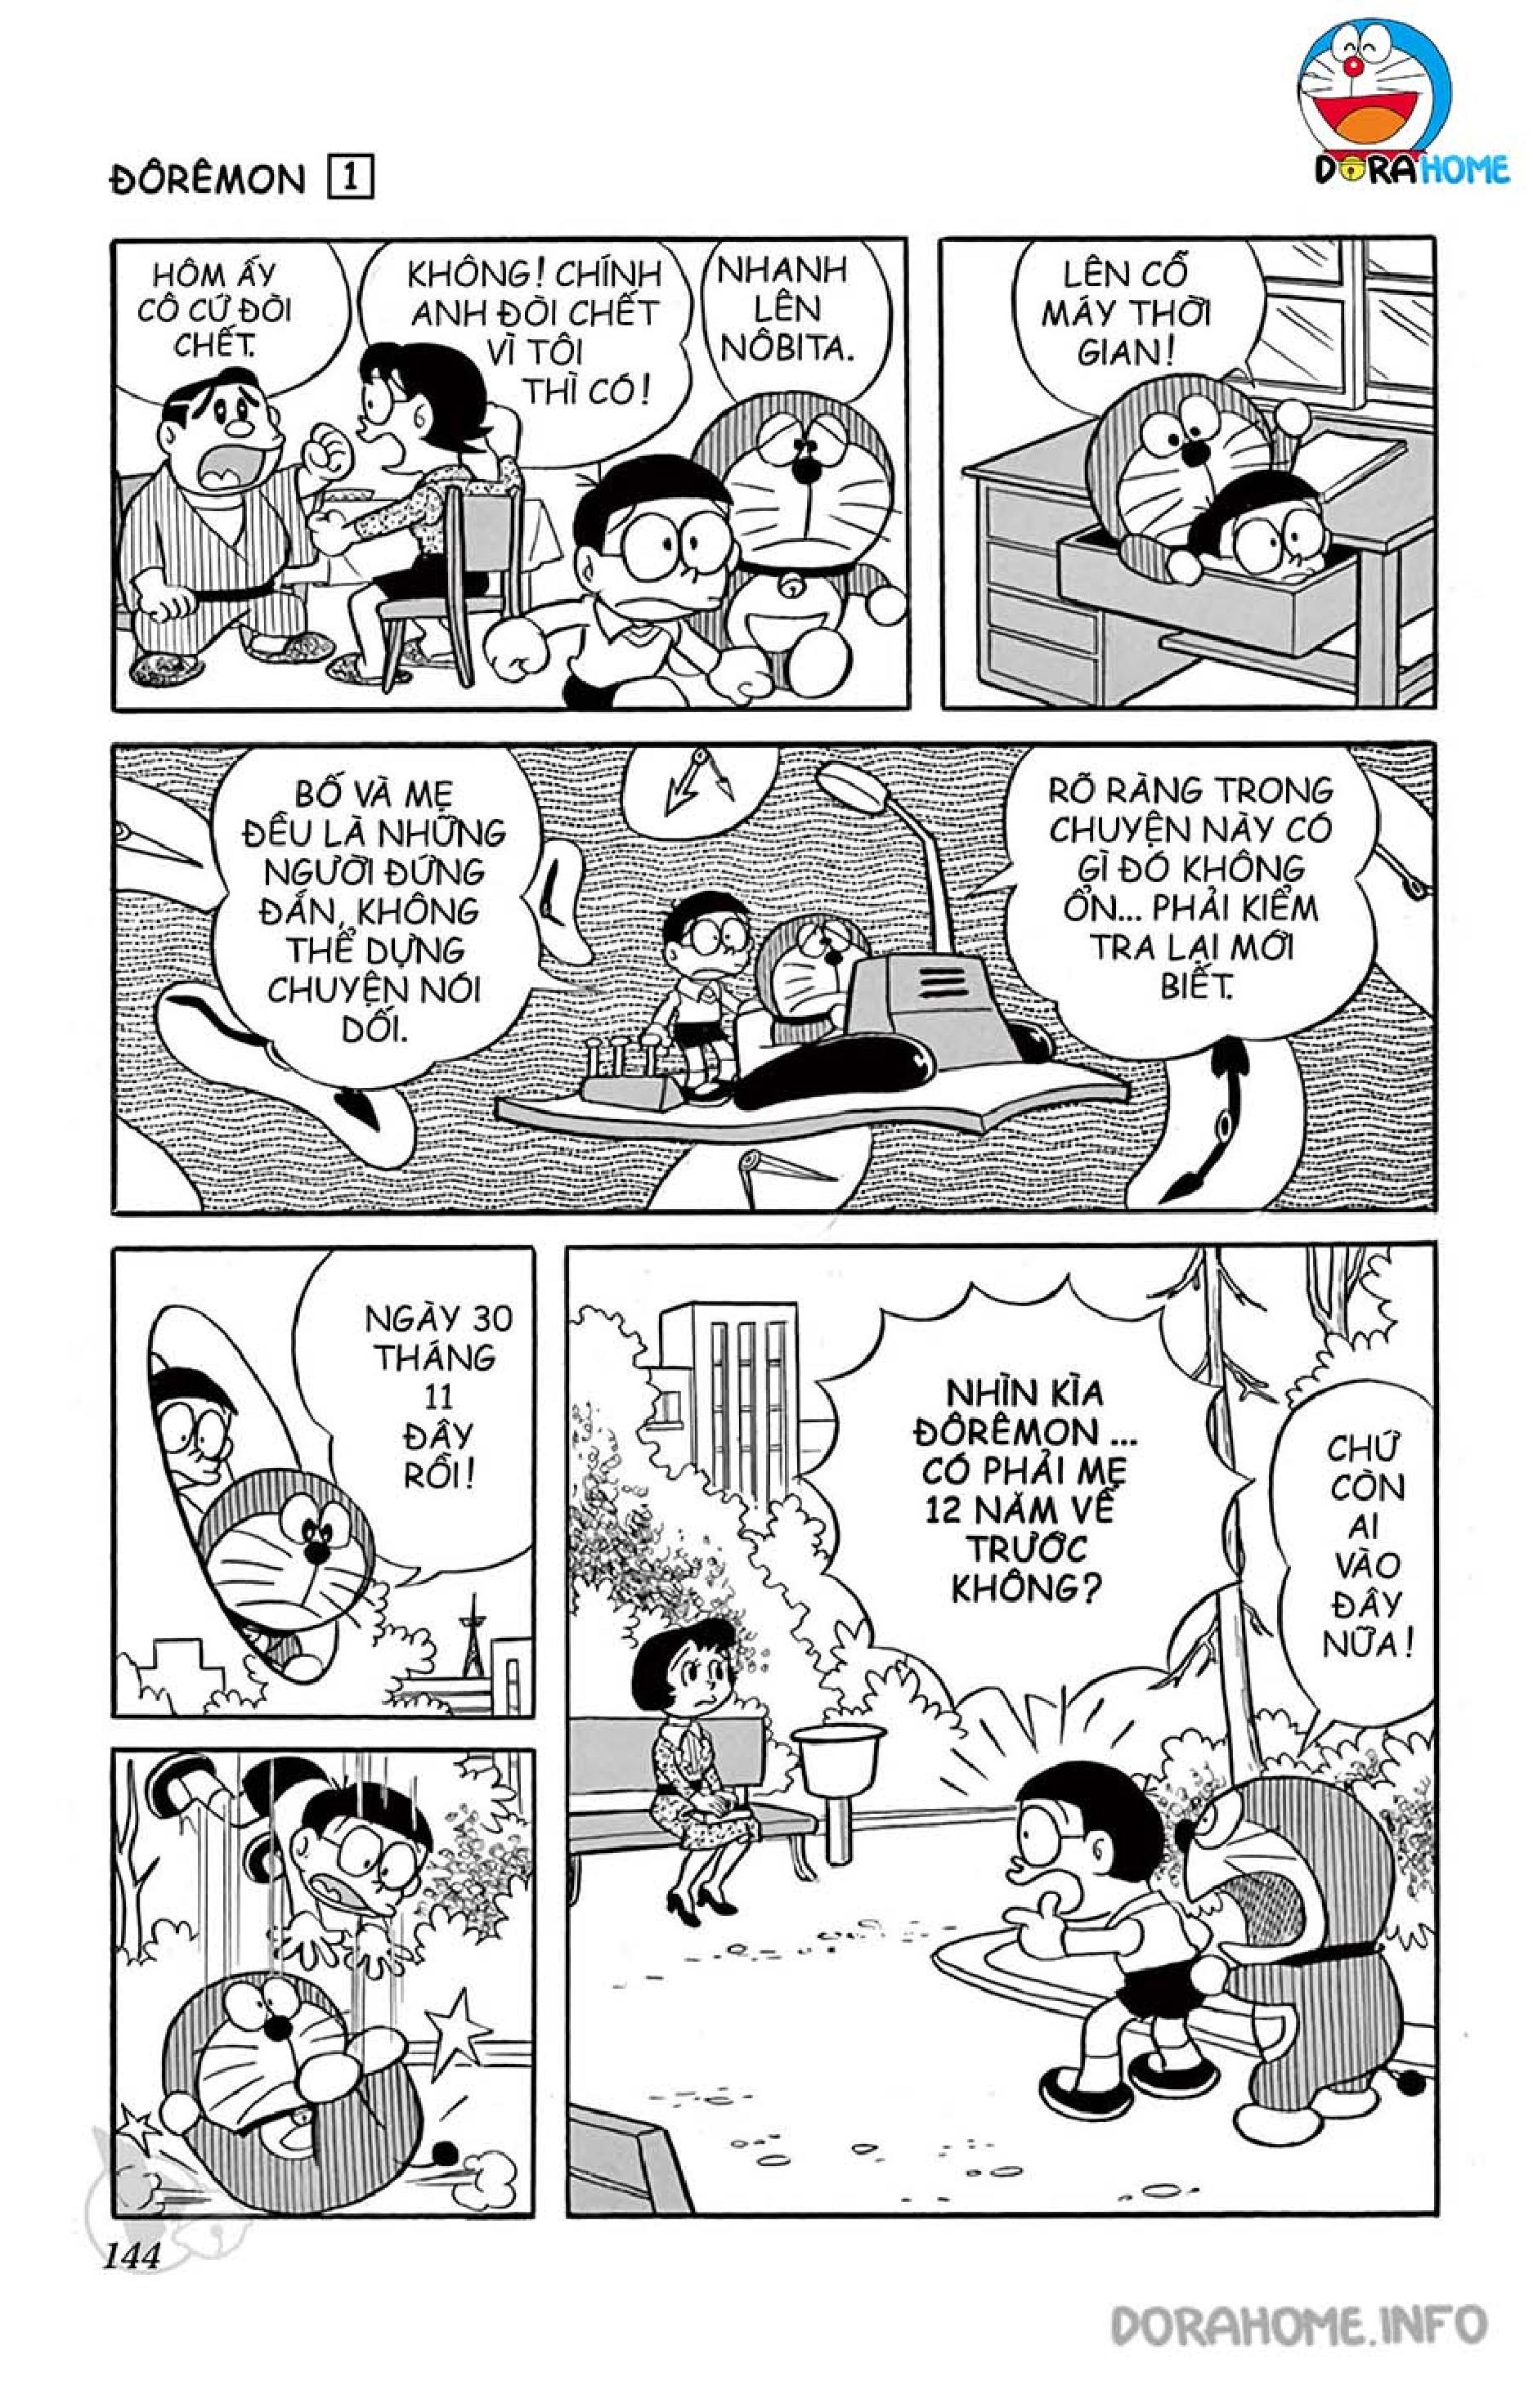 DORAHOME
ĐÔRÊMON 1
HÔM ẤY
CÔ CỨ ĐÒI
CHẾT.
KHÔNG! CHÍNH
ANH ĐÒI CHẾT
VÌ TÔI
THÌ CÓ!
NHANH
LÊN
NÔBITA.
LÊN CỖ
MÁY THỜI
GIAN!
BỐ VÀ MẸ
ĐỀU LÀ NHỮNG
NGƯỜI ĐỨNG
ĐẮN, KHÔNG
THỂ DỰNG
CHUYỆN NÓI
DỐI.
RÕ RÀNG TRONG
CHUYỆN NÀY CÓ
GÌ ĐÓ KHÔNG
ỔN... PHẢI KIỂM
TRA LẠI MỚI
BIẾT.
NGÀY 30
THÁNG
11
ĐÂY
RỒI!
NHÌN KÌA
ĐÔRÊMON ...
CÓ PHẢI MẸ
12 NĂM VỀ
TRƯỚC
KHÔNG?
CHỨ
CÒN
AI
VÀO
ĐÂY
NỮA!
144
DORAHOME.INFO